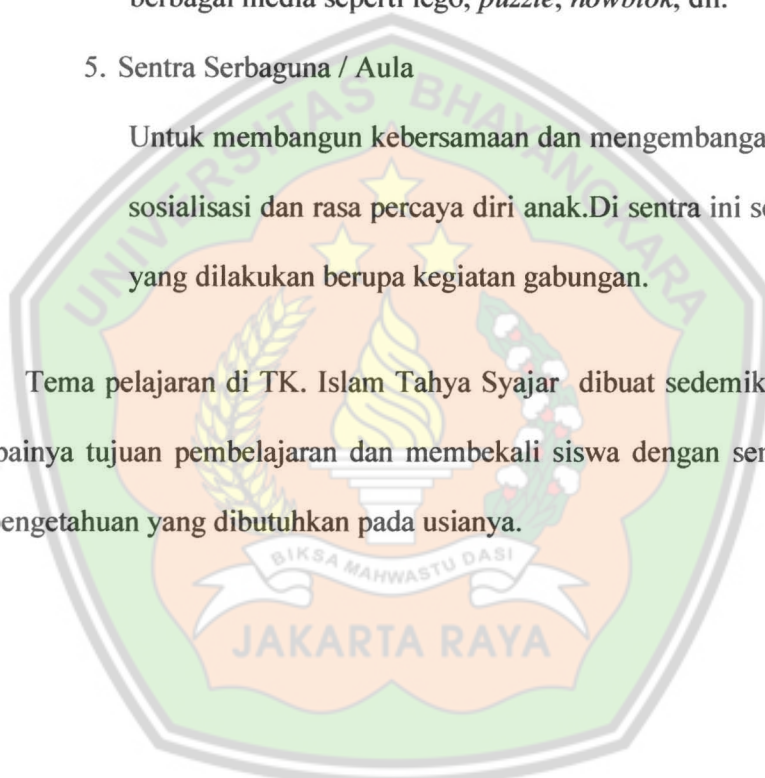 berbagai media seperti lego, puzzle, nowblok, dll.
5. Sentra Serbaguna / Aula
Untuk membangun kebersamaan dan mengembanga
sosialisasi dan rasa percaya diri anak.Di sentra ini se
yang dilakukan berupa kegiatan gabungan.
Tema pelajaran di TK. Islam Tahya Syajar dibuat sedemik
painya tujuan pembelajaran dan membekali siswa dengan
pengetahuan yang dibutuhkan pada usianya.
UNIVERSITAS BHAYANGKARA
BIKSA MAHWASTU DASI
JAKARTA RAYA